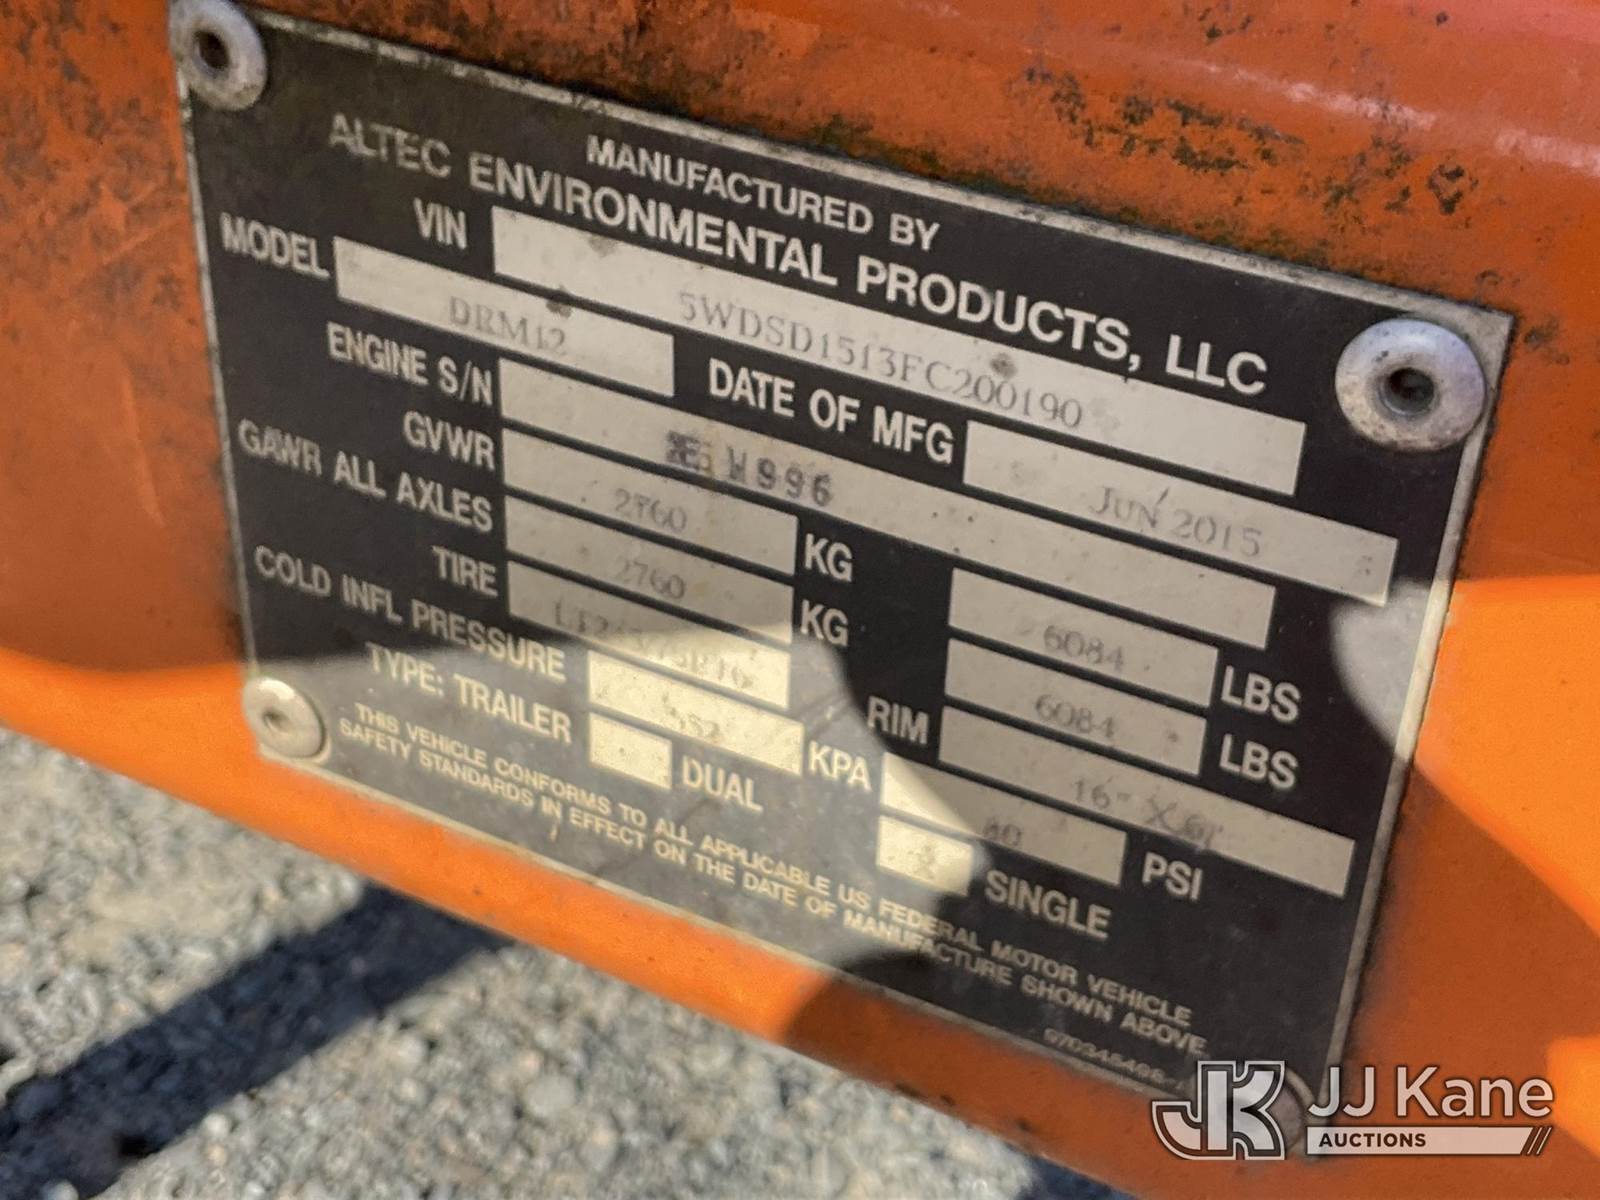 MANUFACTURED BY
ALTEC ENVIRONMENTAL PRODUCTS, LLC
VIN 5WDSD1513FC200190
MODEL DRM12 DATE OF MFG JUN 2015
ENGINE S/N
GVWR 2760 KG 6084 LBS
GAWR ALL AXLES 2760 KG 6084 LBS
TIRE RIM 16" X 6J
COLD INFL PRESSURE KPA PSI
TYPE: TRAILER DUAL SINGLE
THIS VEHICLE CONFORMS TO ALL APPLICABLE US FEDERAL MOTOR VEHICLE
SAFETY STANDARDS IN EFFECT ON THE DATE OF MANUFACTURE SHOWN ABOVE
JK JJ Kane
AUCTIONS